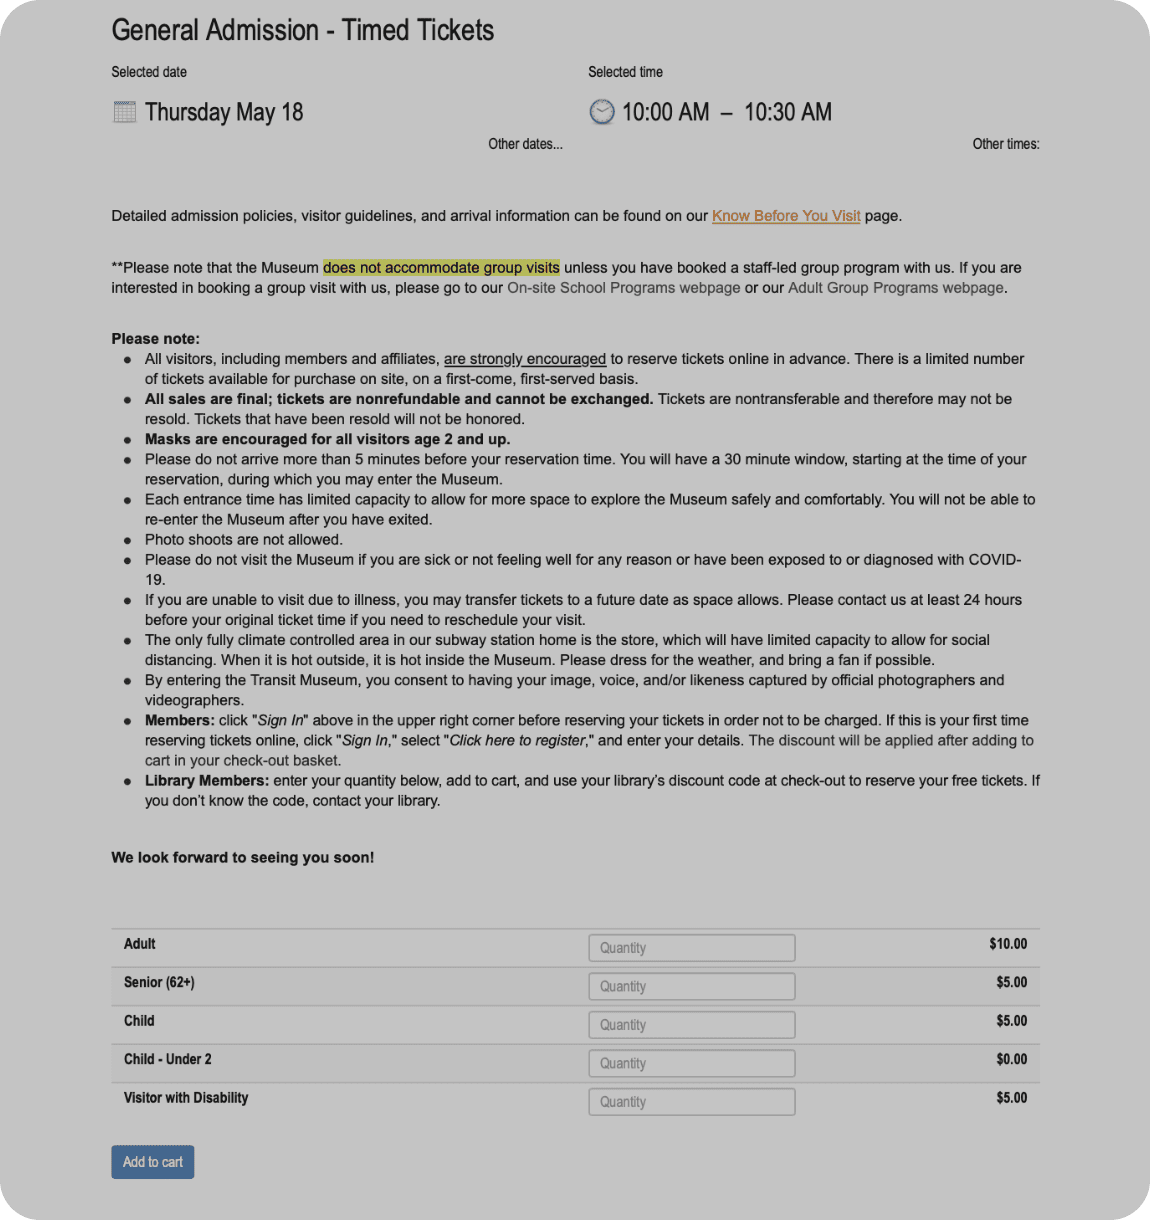 General Admission - Timed Tickets
Selected date
Selected time
Thursday May 18
10:00 AM – 10:30 AM
Other dates...
Other times:
Detailed admission policies, visitor guidelines, and arrival information can be found on our Know Before You Visit page.
**Please note that the Museum does not accommodate group visits unless you have booked a staff-led group program with us. If you are
interested in booking a group visit with us, please go to our On-site School Programs webpage or our Adult Group Programs webpage.
Please note:
● All visitors, including members and affiliates, are strongly encouraged to reserve tickets online in advance. There is a limited number
of tickets available for purchase on site, on a first-come, first-served basis.
● All sales are final; tickets are nonrefundable and cannot be exchanged. Tickets are nontransferable and therefore may not be
resold. Tickets that have been resold will not be honored.
● Masks are encouraged for all visitors age 2 and up.
● Please do not arrive more than 5 minutes before your reservation time. You will have a 30 minute window, starting at the time of your
reservation, during which you may enter the Museum.
● Each entrance time has limited capacity to allow for more space to explore the Museum safely and comfortably. You will not be able to
re-enter the Museum after you have exited.
● Photo shoots are not allowed.
● Please do not visit the Museum if you are sick or not feeling well for any reason or have been exposed to or diagnosed with COVID-
19.
● If you are unable to visit due to illness, you may transfer tickets to a future date as space allows. Please contact us at least 24 hours
before your original ticket time if you need to reschedule your visit.
● The only fully climate controlled area in our subway station home is the store, which will have limited capacity to allow for social
distancing. When it is hot outside, it is hot inside the Museum. Please dress for the weather, and bring a fan if possible.
● By entering the Transit Museum, you consent to having your image, voice, and/or likeness captured by official photographers and
videographers.
● Members: click "Sign In" above in the upper right corner before reserving your tickets in order not to be charged. If this is your first time
reserving tickets online, click "Sign In," select "Click here to register," and enter your details. The discount will be applied after adding to
cart in your check-out basket.
● Library Members: enter your quantity below, add to cart, and use your library’s discount code at check-out to reserve your free tickets. If
you don’t know the code, contact your library.
We look forward to seeing you soon!
Adult Quantity $10.00
Senior (62+) Quantity $5.00
Child Quantity $5.00
Child - Under 2 Quantity $0.00
Visitor with Disability Quantity $5.00
Add to cart